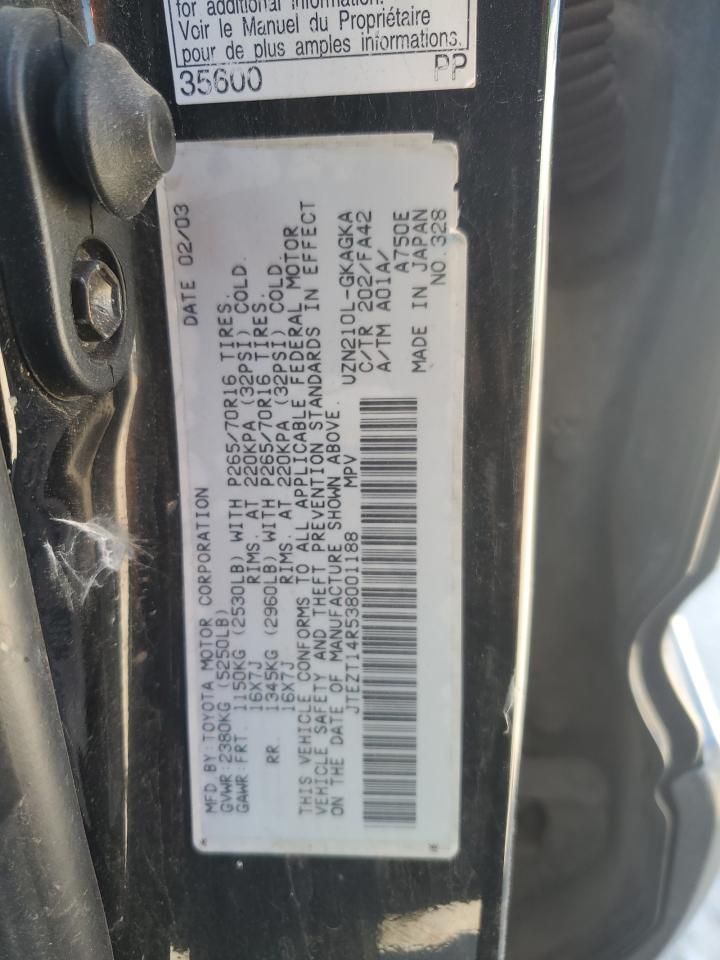 for additional information.
Voir le Manuel du Propriétaire
pour de plus amples informations.
35600 PP
MFD BY:TOYOTA MOTOR CORPORATION DATE 02/03
GVWR:2380KG (5250LB)
GAWR:FRT. 1150KG (2530LB) WITH P265/70R16 TIRES.
16X7J RIMS. AT 220KPA (32PSI) COLD.
RR. 1345KG (2960LB) WITH P265/70R16 TIRES.
16X7J RIMS. AT 220KPA (32PSI) COLD.
THIS VEHICLE CONFORMS TO ALL APPLICABLE FEDERAL MOTOR
VEHICLE SAFETY AND THEFT PREVENTION STANDARDS IN EFFECT
ON THE DATE OF MANUFACTURE SHOWN ABOVE.
JTEZT14R538001188 MPV
UZN210L-GKAGKA
C/TR 202/FA42
A/TM A01A/
A750E
MADE IN JAPAN
NO.328